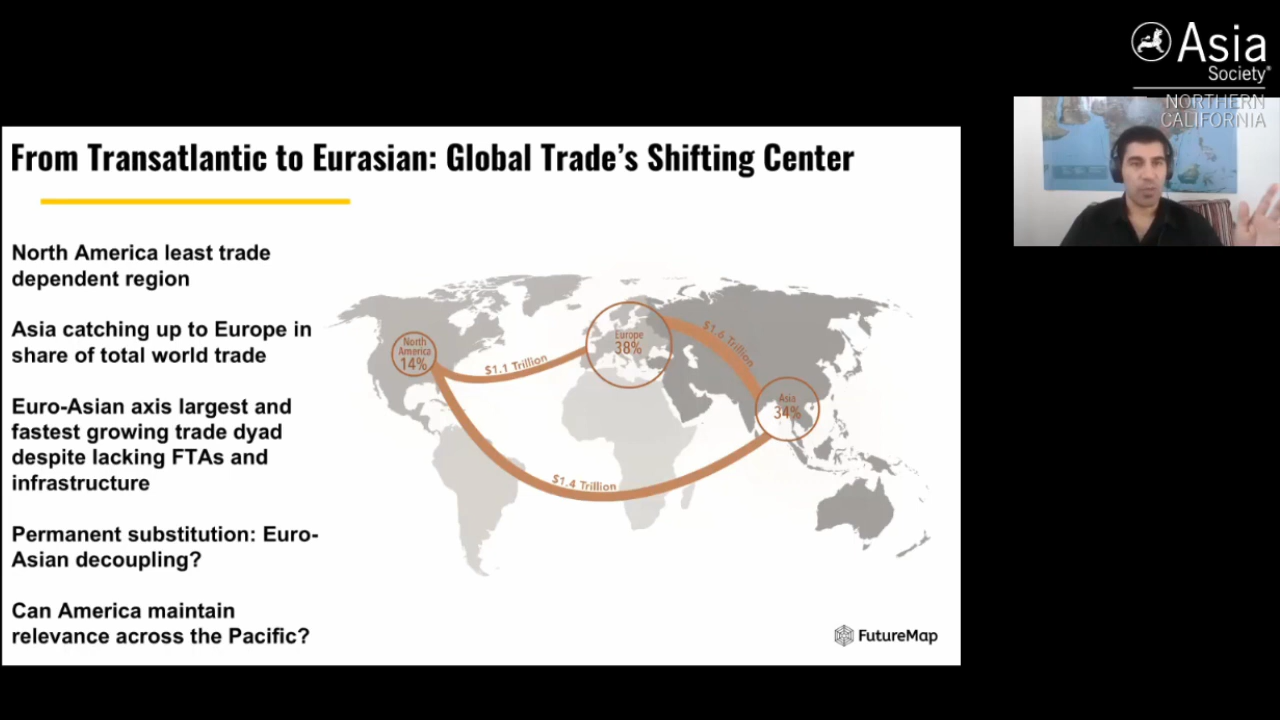 Asia
Society
NORTHERN
CALIFORNIA
From Transatlantic to Eurasian: Global Trade's Shifting Center
North America least trade
dependent region
Asia catching up to Europe in
share of total world trade
Euro-Asian axis largest and
fastest growing trade dyad
despite lacking FTAs and
infrastructure
Permanent substitution: Euro-
Asian decoupling?
Can America maintain
relevance across the Pacific?
North
America
14%
$1.1 Trillion
Europe
38%
$1.6 Trillion
Asia
34%
$1.4 Trillion
FutureMap